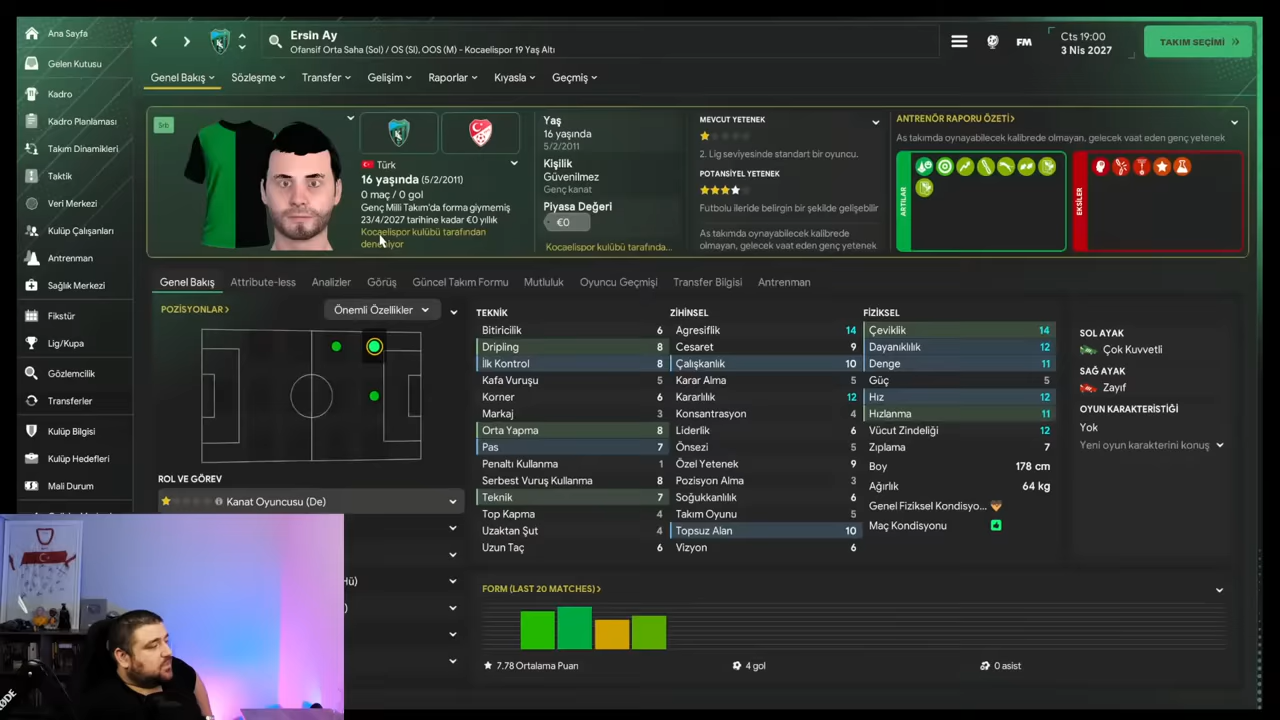 Ana Sayfa
Gelen Kutusu
Kadro
Kadro Planlaması
Takım Dinamikleri
Taktik
Veri Merkezi
Kulüp Çalışanları
Antrenman
Sağlık Merkezi
Fikstür
Lig/Kupa
Gözlemcilik
Transferler
Kulüp Bilgisi
Kulüp Hedefleri
Mali Durum
Ersin Ay
Ofansif Orta Saha (Sol) / OS (Sl), OOS (M) - Kocaelispor 19 Yaş Altı
FM
Cts 19:00
3 Nis 2027
TAKIM SEÇİMİ
Genel Bakış
Sözleşme
Transfer
Gelişim
Raporlar
Kıyasla
Geçmiş
Srb
Türk
16 yaşında (5/2/2011)
0 maç / 0 gol
Genç Milli Takım'da forma giymemiş
23/4/2027 tarihine kadar €0 yıllık
Kocaelispor kulübü tarafından
deneniyor
Yaş
16 yaşında
5/2/2011
Kişilik
Güvenilmez
Genç kanat
Piyasa Değeri
€0
Kocaelispor kulübü tarafında...
MEVCUT YETENEK
2. Lig seviyesinde standart bir oyuncu.
POTANSİYEL YETENEK
Futbolu ileride belirgin bir şekilde gelişebilir
As takımda oynayabilecek kalibrede
olmayan, gelecek vaat eden genç yetenek
ANTRENÖR RAPORU ÖZETİ
As takımda oynayabilecek kalibrede olmayan, gelecek vaat eden genç yetenek
ARTILAR
EKSİLER
Genel Bakış
Attribute-less
Analizler
Görüş
Güncel Takım Formu
Mutluluk
Oyuncu Geçmişi
Transfer Bilgisi
Antrenman
POZİSYONLAR
Önemli Özellikler
ROL VE GÖREV
Kanat Oyuncusu (De)
Hü)
)
TEKNİK
Bitiricilik 6
Dripling 8
İlk Kontrol 8
Kafa Vuruşu 5
Korner 6
Markaj 3
Orta Yapma 8
Pas 7
Penaltı Kullanma 1
Serbest Vuruş Kullanma 8
Teknik 7
Top Kapma 4
Uzaktan Şut 4
Uzun Taç 6
ZİHİNSEL
Agresiflik 14
Cesaret 9
Çalışkanlık 10
Karar Alma 5
Kararlılık 12
Konsantrasyon 4
Liderlik 6
Önsezi 5
Özel Yetenek 9
Pozisyon Alma 3
Soğukkanlılık 6
Takım Oyunu 5
Topsuz Alan 10
Vizyon 6
FİZİKSEL
Çeviklik 14
Dayanıklılık 12
Denge 11
Güç 5
Hız 12
Hızlanma 11
Vücut Zindeliği 12
Zıplama 7
Boy 178 cm
Ağırlık 64 kg
Genel Fiziksel Kondisyo...
Maç Kondisyonu
SOL AYAK
Çok Kuvvetli
SAĞ AYAK
Zayıf
OYUN KARAKTERİSTİĞİ
Yok
Yeni oyun karakterini konuş
FORM (LAST 20 MATCHES)
7.78 Ortalama Puan
4 gol
0 asist